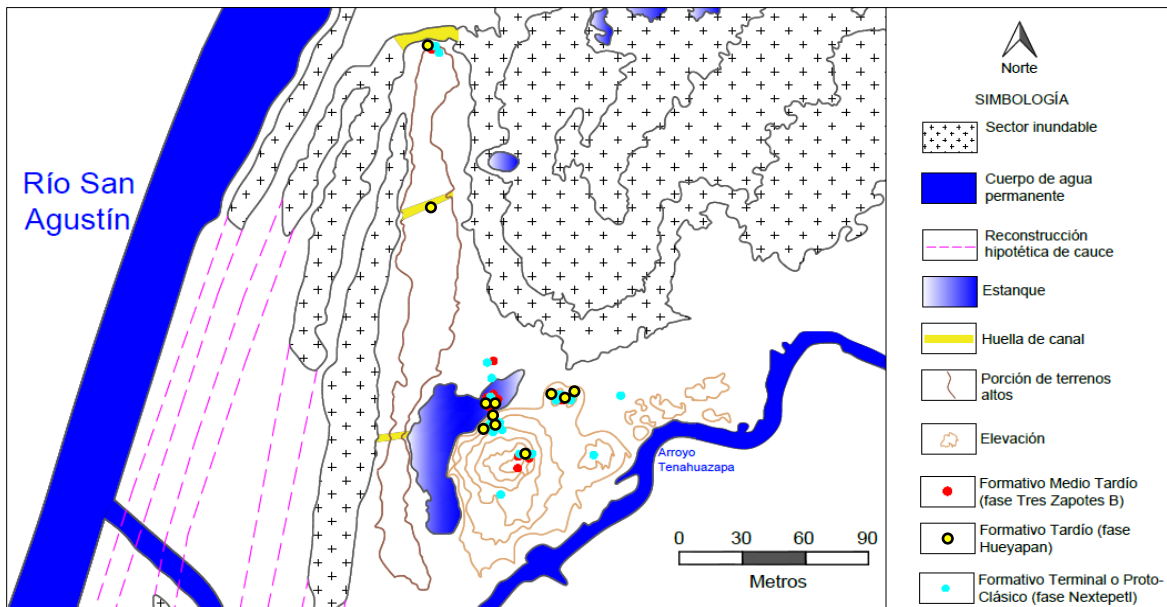 Río San
Agustín
Arroyo
Tenahuazapa
0 30 60 90
Metros
Norte
SIMBOLOGÍA
Sector inundable
Cuerpo de agua
permanente
Reconstrucción
hipotética de cauce
Estanque
Huella de canal
Porción de terrenos
altos
Elevación
Formativo Medio Tardío
(fase Tres Zapotes B)
Formativo Tardío (fase
Hueyapan)
Formativo Terminal o Proto-
Clásico (fase Nextepetl)